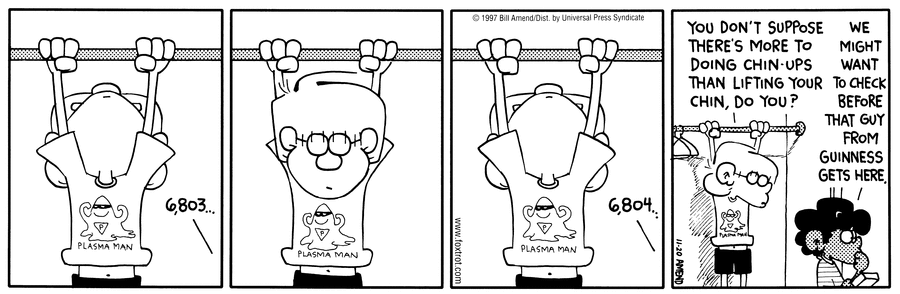 6,803...
PLASMA MAN
P
PLASMA MAN
© 1997 Bill Amend/Dist. by Universal Press Syndicate
6,804...
P
PLASMA MAN
www.foxtrot.com
YOU DON'T SUPPOSE
THERE'S MORE TO
DOING CHIN-UPS
THAN LIFTING YOUR
CHIN, DO YOU?
WE
MIGHT
WANT
TO CHECK
BEFORE
THAT GUY
FROM
GUINNESS
GETS HERE.
PLASMA MAN
11-20 AMEND